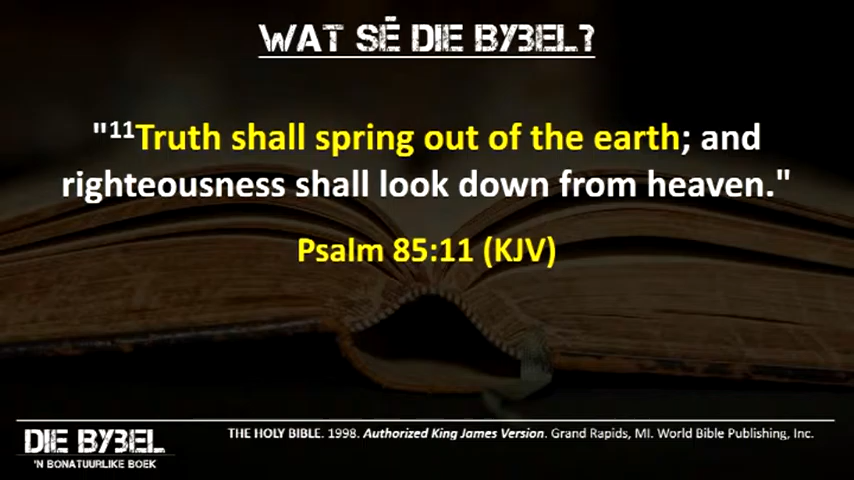 WAT SÊ DIE BYBEL?
"¹¹Truth shall spring out of the earth; and
righteousness shall look down from heaven."
Psalm 85:11 (KJV)
THE HOLY BIBLE. 1998. Authorized King James Version. Grand Rapids, MI. World Bible Publishing, Inc.
DIE BYBEL
'N BONATUURLIKE BOEK